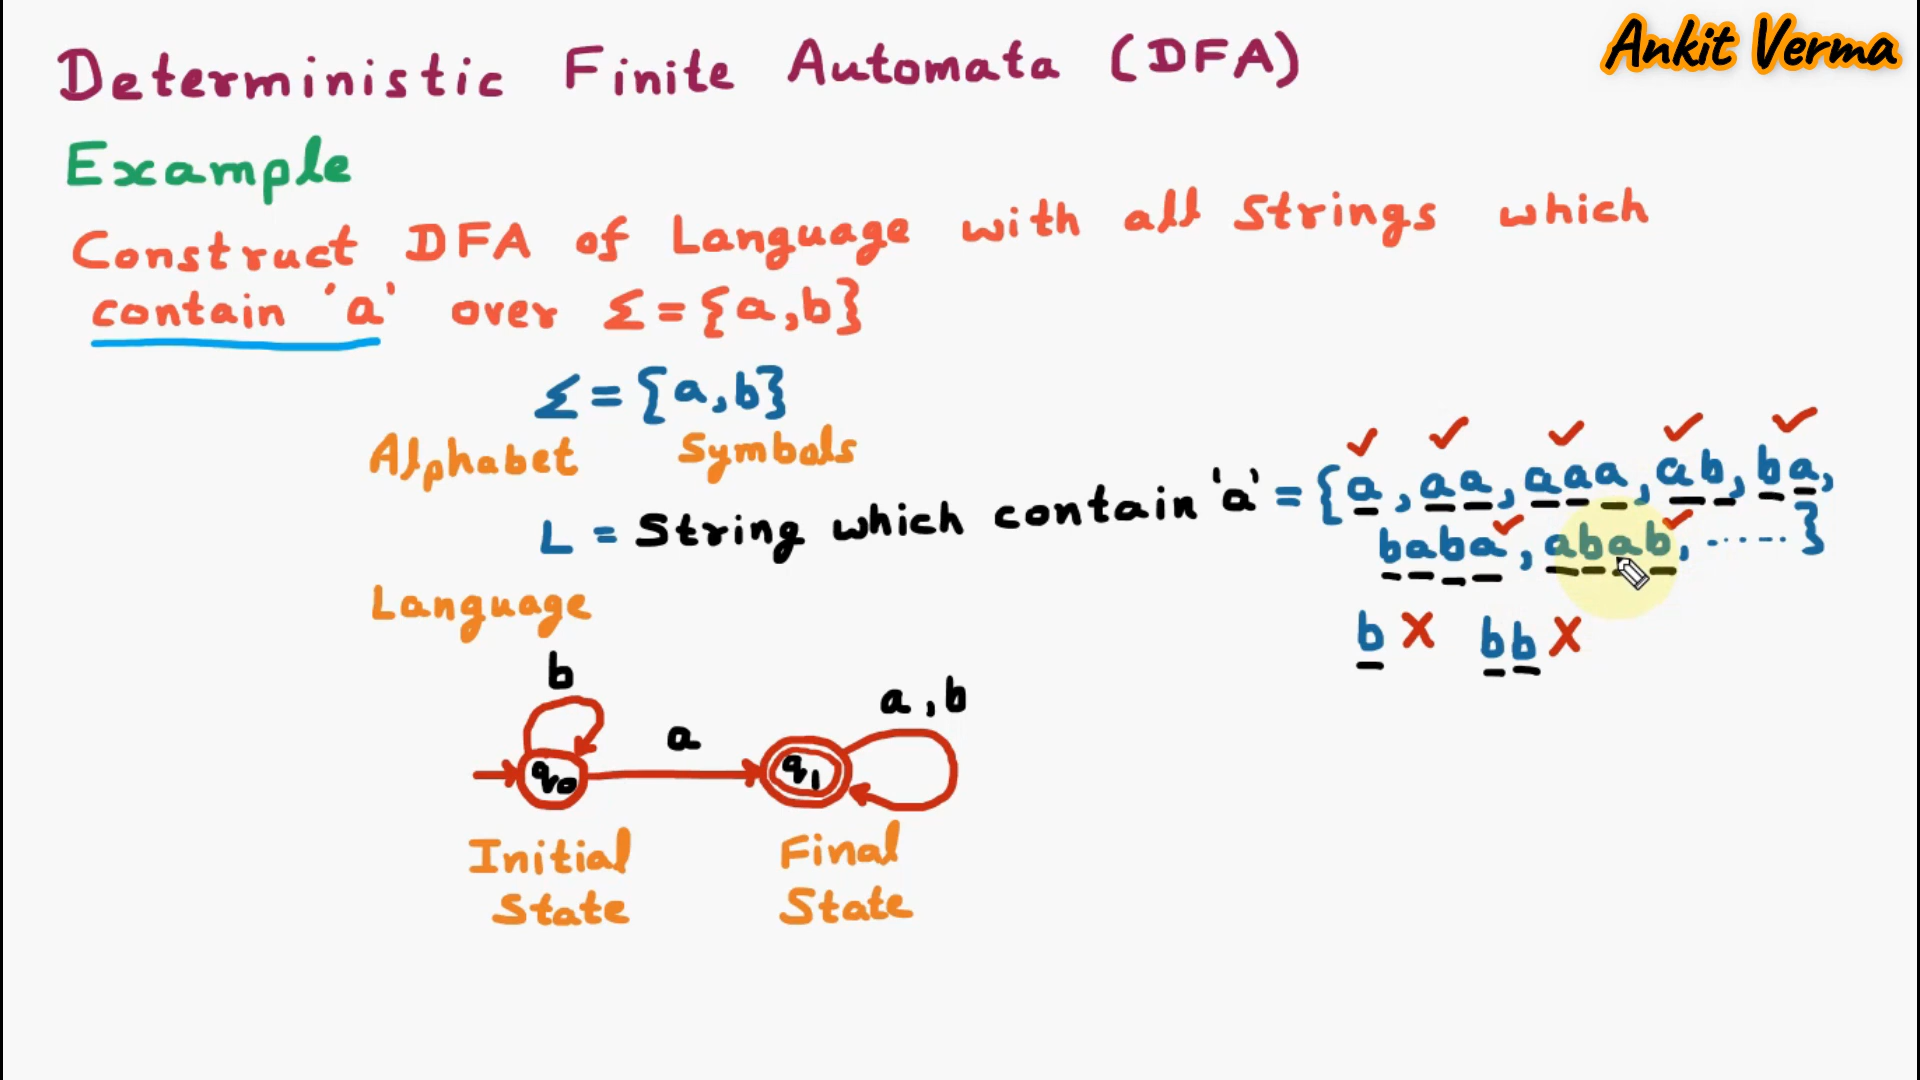 Ankit Verma
Deterministic Finite Automata (DFA)
Example
Construct DFA of Language with all strings which
contain 'a' over Σ={a,b}
Σ={a,b}
Alphabet Symbols
L = String which contain 'a' = {a, aa, aaa, ab, ba,
baba, abab, ..... }
Language
b X bb X
b
a
a,b
q0
q1
Initial State
Final State